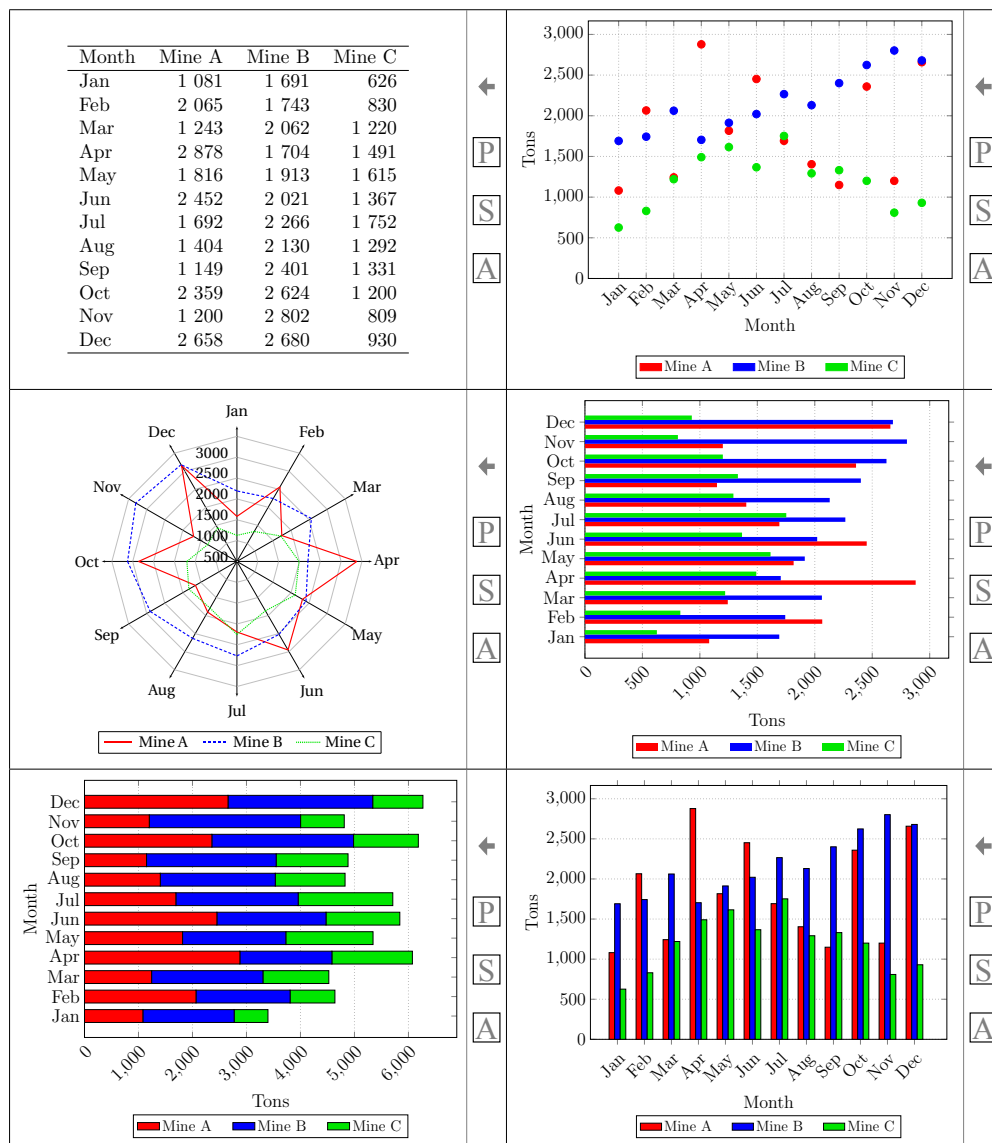 Month Mine A Mine B Mine C
Jan 1 081 1 691 626
Feb 2 065 1 743 830
Mar 1 243 2 062 1 220
Apr 2 878 1 704 1 491
May 1 816 1 913 1 615
Jun 2 452 2 021 1 367
Jul 1 692 2 266 1 752
Aug 1 404 2 130 1 292
Sep 1 149 2 401 1 331
Oct 2 359 2 624 1 200
Nov 1 200 2 802 809
Dec 2 658 2 680 930
P
S
A
3,000
2,500
2,000
1,500
1,000
500
0
Tons
Jan Feb Mar Apr May Jun Jul Aug Sep Oct Nov Dec
Month
Mine A Mine B Mine C
P
S
A
Jan
Feb
Mar
Apr
May
Jun
Jul
Aug
Sep
Oct
Nov
Dec
3000
2500
2000
1500
1000
500
Mine A Mine B Mine C
P
S
A
Month
Dec
Nov
Oct
Sep
Aug
Jul
Jun
May
Apr
Mar
Feb
Jan
0 500 1,000 1,500 2,000 2,500 3,000
Tons
Mine A Mine B Mine C
P
S
A
Month
Dec
Nov
Oct
Sep
Aug
Jul
Jun
May
Apr
Mar
Feb
Jan
0 1,000 2,000 3,000 4,000 5,000 6,000
Tons
Mine A Mine B Mine C
P
S
A
3,000
2,500
2,000
1,500
1,000
500
0
Tons
Jan Feb Mar Apr May Jun Jul Aug Sep Oct Nov Dec
Month
Mine A Mine B Mine C
P
S
A